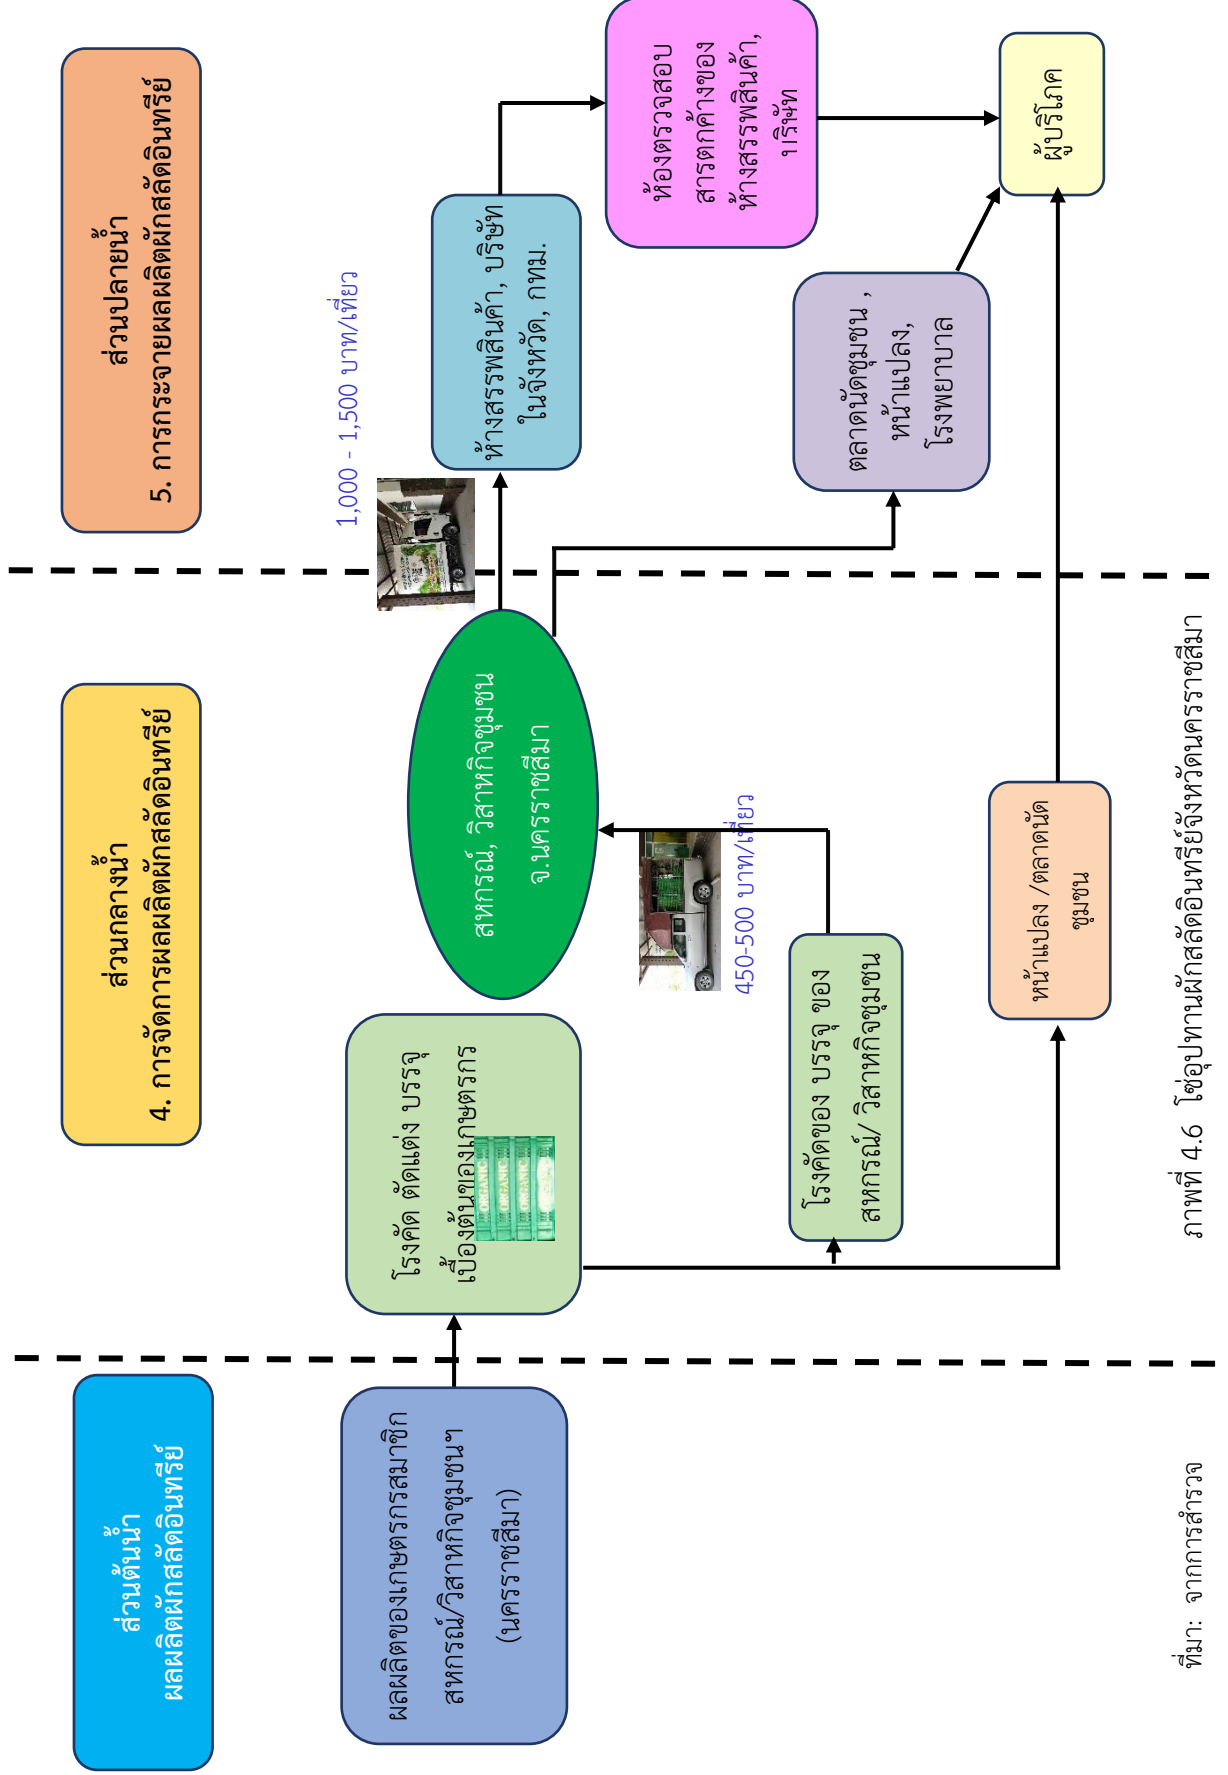 ส่วนต้นน้ำ
ผลผลิตผักสลัดอินทรีย์
ส่วนกลางน้ำ
4. การจัดการผลผลิตผักสลัดอินทรีย์
ส่วนปลายน้ำ
5. การกระจายผลผลิตผักสลัดอินทรีย์
ผลผลิตของเกษตรกรสมาชิก
สหกรณ์/วิสาหกิจชุมชนฯ
(นครราชสีมา)
โรงคัด ตัดแต่ง บรรจุ
เบื้องต้นของเกษตรกร
ORGANIC
ORGANIC
ORGANIC
สหกรณ์, วิสาหกิจชุมชน
จ.นครราชสีมา
1,000 - 1,500 บาท/เที่ยว
ห้างสรรพสินค้า, บริษัท
ในจังหวัด, กทม.
ห้องตรวจสอบ
สารตกค้างของ
ห้างสรรพสินค้า,
บริษัท
450-500 บาท/เที่ยว
โรงคัดของ บรรจุ ของ
สหกรณ์/ วิสาหกิจชุมชน
ตลาดนัดชุมชน ,
หน้าแปลง,
โรงพยาบาล
หน้าแปลง /ตลาดนัด
ชุมชน
ผู้บริโภค
ภาพที่ 4.6 โซ่อุปทานผักสลัดอินทรีย์จังหวัดนครราชสีมา
ที่มา: จากการสำรวจ